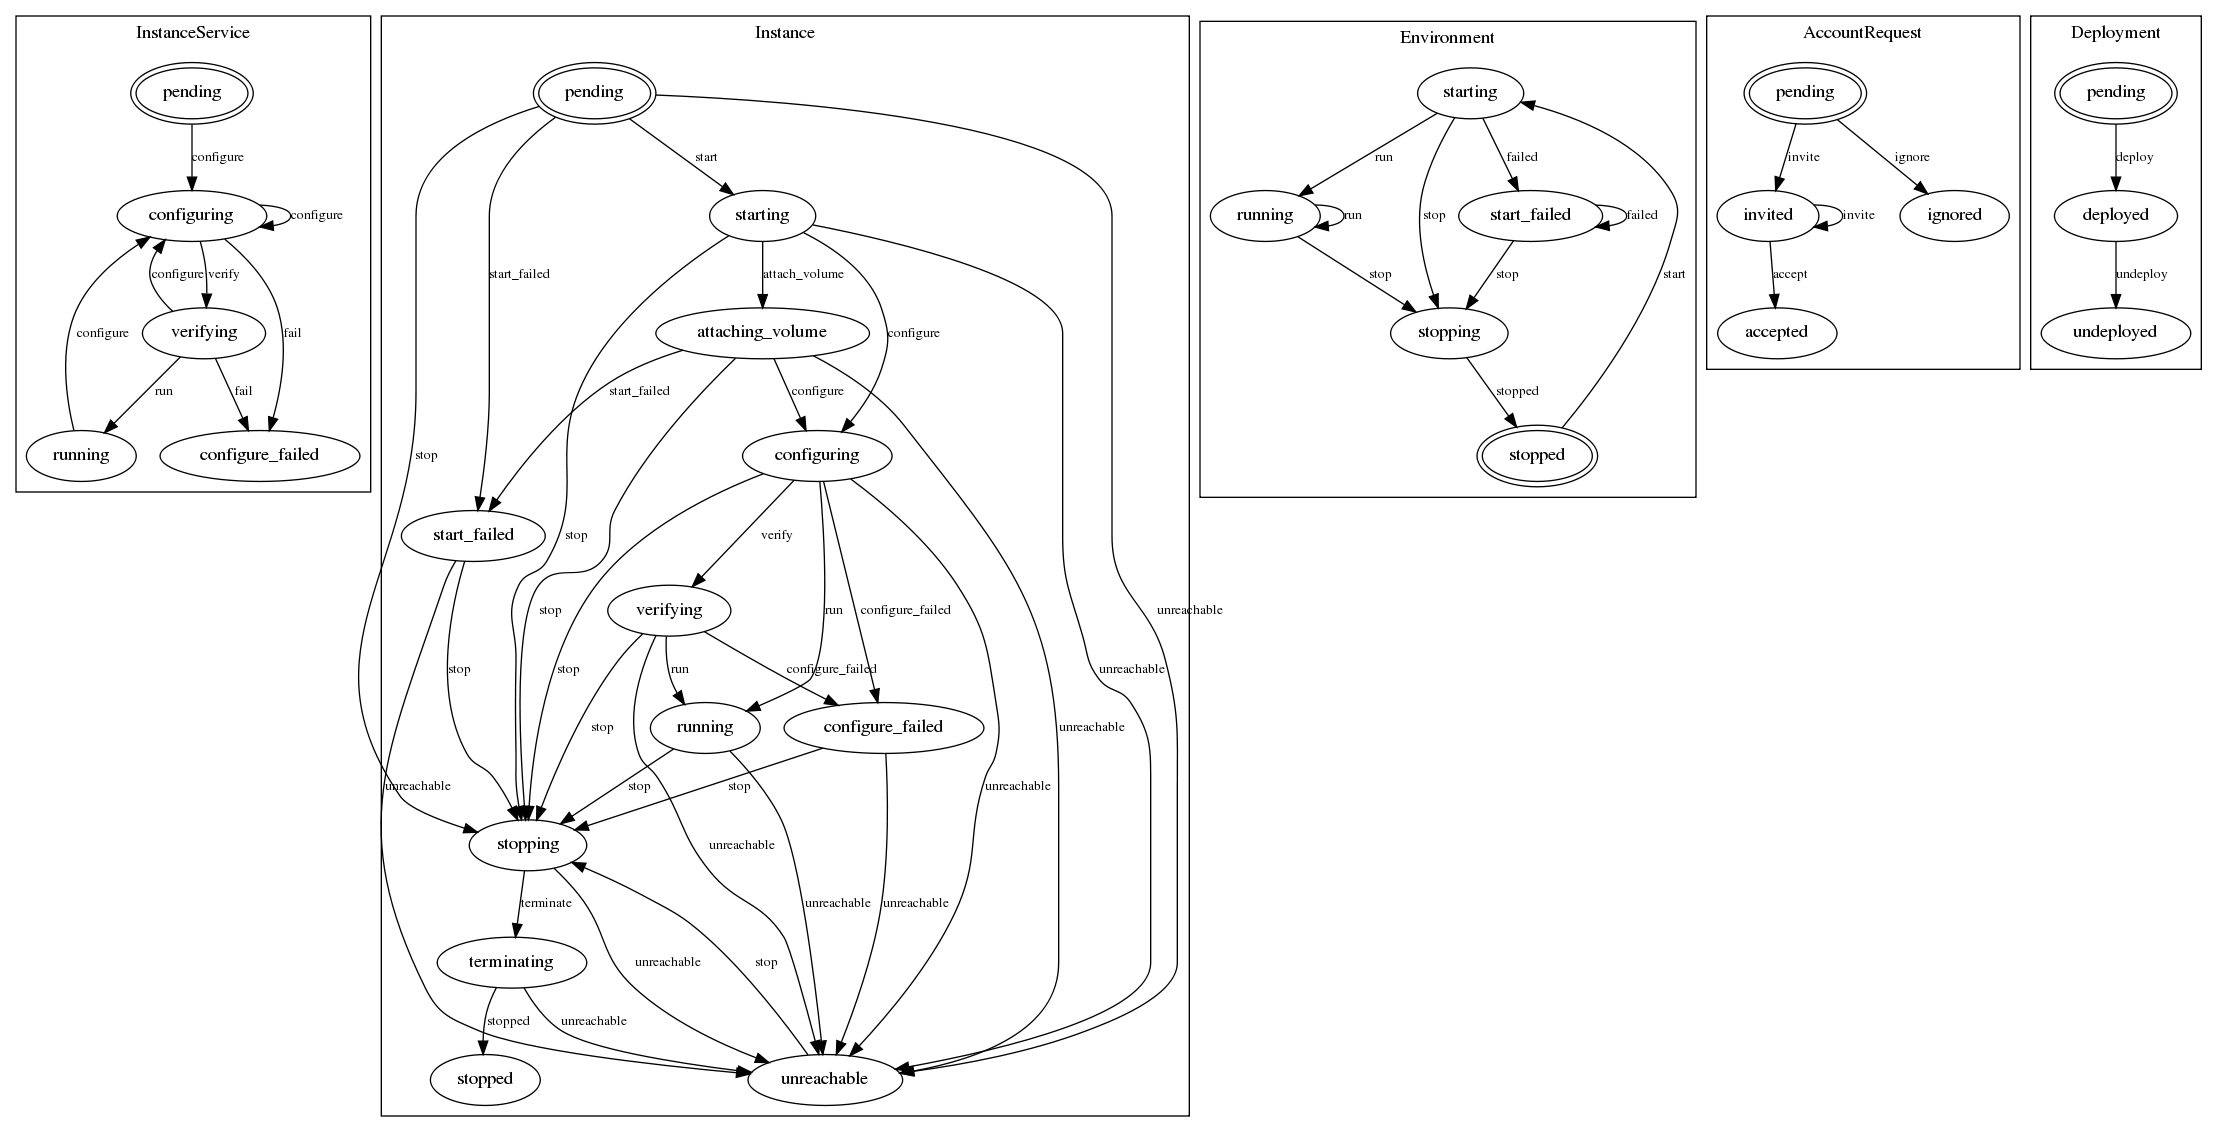 InstanceService
pending
configure
configuring
configure
configure
verify
configure
fail
verifying
run
fail
running
configure_failed
Instance
pending
start
starting
start_failed
attach_volume
configure
attaching_volume
start_failed
configure
stop
configuring
start_failed
stop
verify
stop
verifying
run
configure_failed
unreachable
stop
stop
run
configure_failed
unreachable
stop
running
configure_failed
unreachable
unreachable
stop
stop
unreachable
stopping
unreachable
terminate
unreachable
unreachable
terminating
unreachable
stop
stopped
unreachable
stopped
unreachable
Environment
starting
run
failed
running
run
stop
start_failed
failed
stop
stop
start
stopping
stopped
stopped
AccountRequest
pending
invite
ignore
invited
invite
ignored
accept
accepted
Deployment
pending
deploy
deployed
undeploy
undeployed